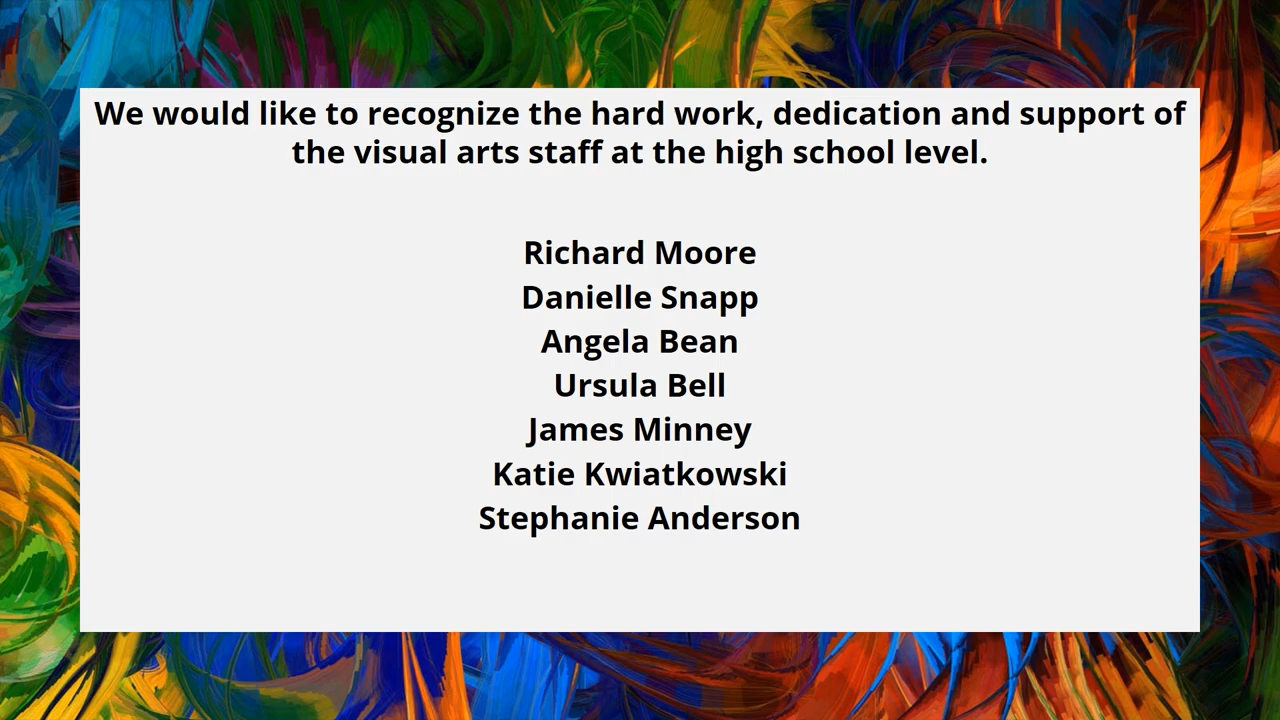 We would like to recognize the hard work, dedication and support of
the visual arts staff at the high school level.
Richard Moore
Danielle Snapp
Angela Bean
Ursula Bell
James Minney
Katie Kwiatkowski
Stephanie Anderson